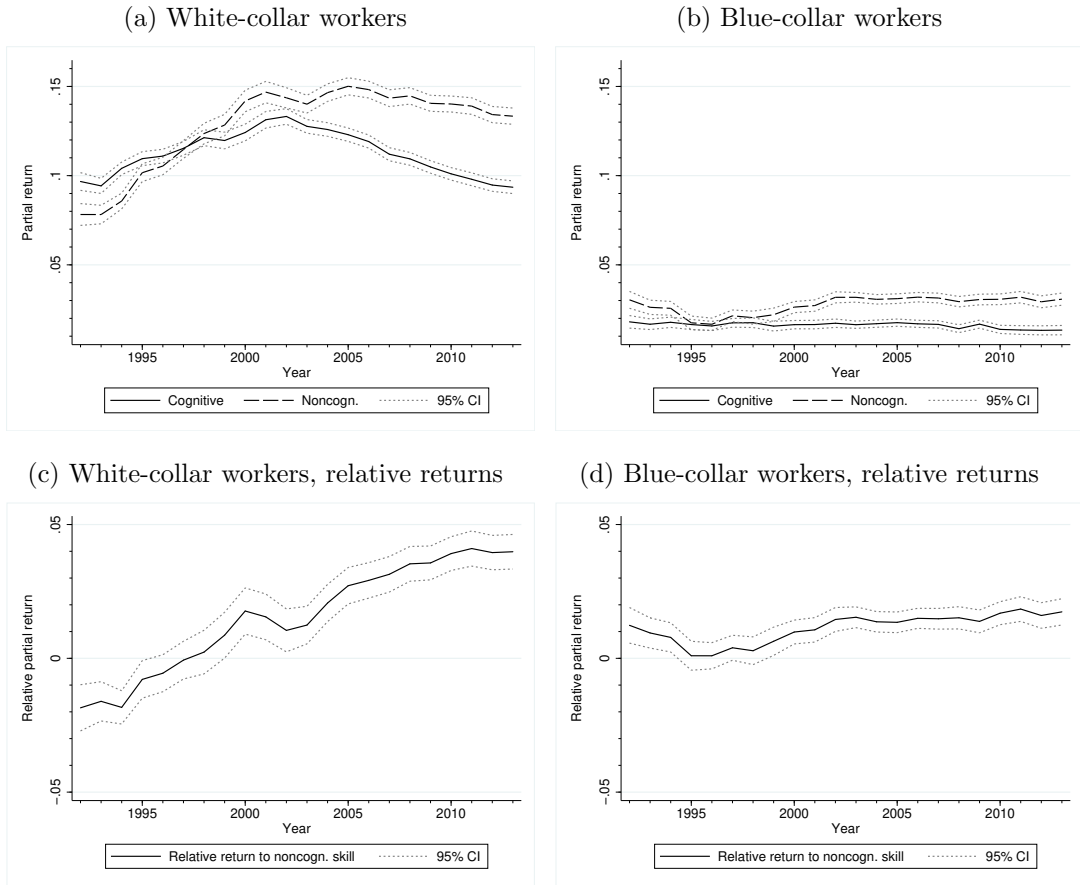 (a) White-collar workers
.15
.1
.05
Partial return
1995 2000 2005 2010
Year
Cognitive Noncogn. 95% CI
(b) Blue-collar workers
.15
.1
.05
Partial return
1995 2000 2005 2010
Year
Cognitive Noncogn. 95% CI
(c) White-collar workers, relative returns
.05
0
-.05
Relative partial return
1995 2000 2005 2010
Year
Relative return to noncogn. skill 95% CI
(d) Blue-collar workers, relative returns
.05
0
-.05
Relative partial return
1995 2000 2005 2010
Year
Relative return to noncogn. skill 95% CI